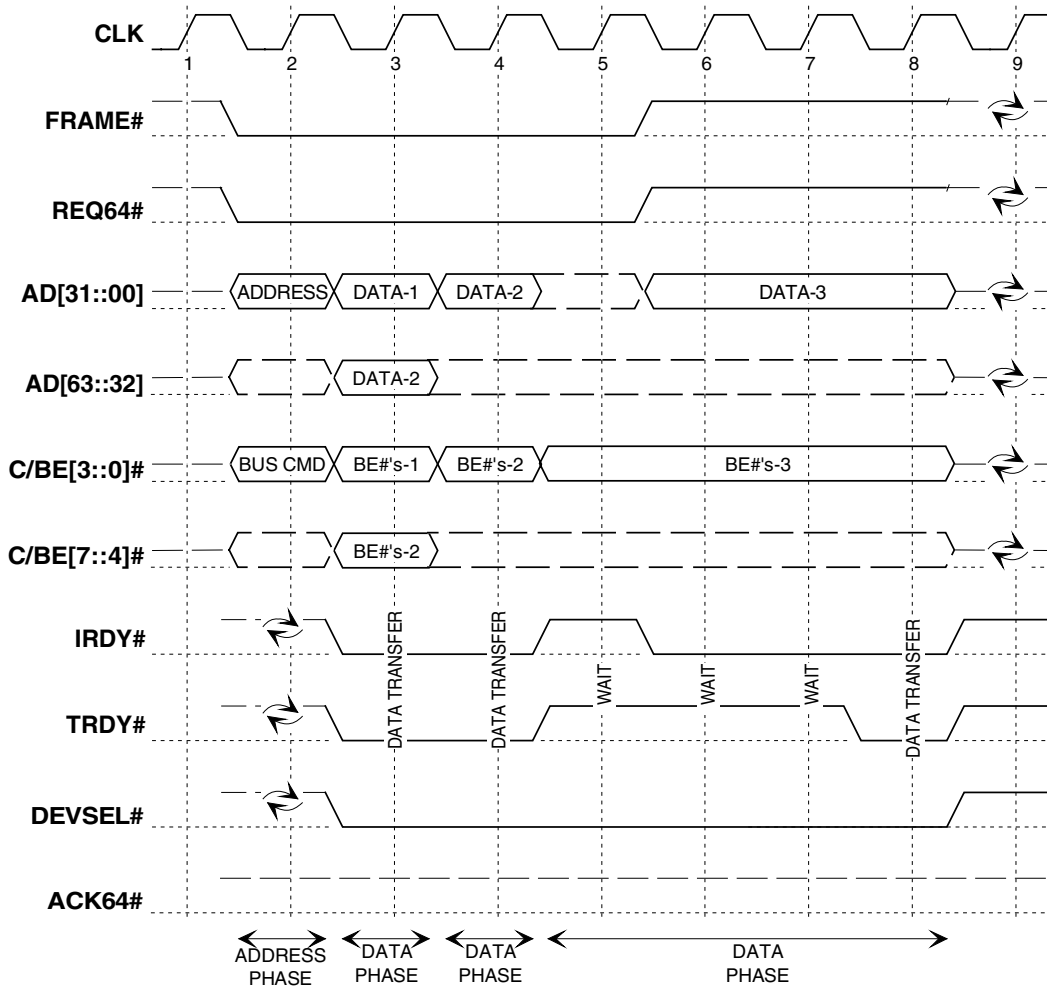 CLK
1 2 3 4 5 6 7 8 9
FRAME#
REQ64#
AD[31::00] ADDRESS DATA-1 DATA-2 DATA-3
AD[63::32] DATA-2
C/BE[3::0]# BUS CMD BE#'s-1 BE#'s-2 BE#'s-3
C/BE[7::4]# BE#'s-2
IRDY#
DATA TRANSFER
DATA TRANSFER
WAIT
WAIT
WAIT
DATA TRANSFER
TRDY#
DEVSEL#
ACK64#
ADDRESS PHASE
DATA PHASE
DATA PHASE
DATA PHASE